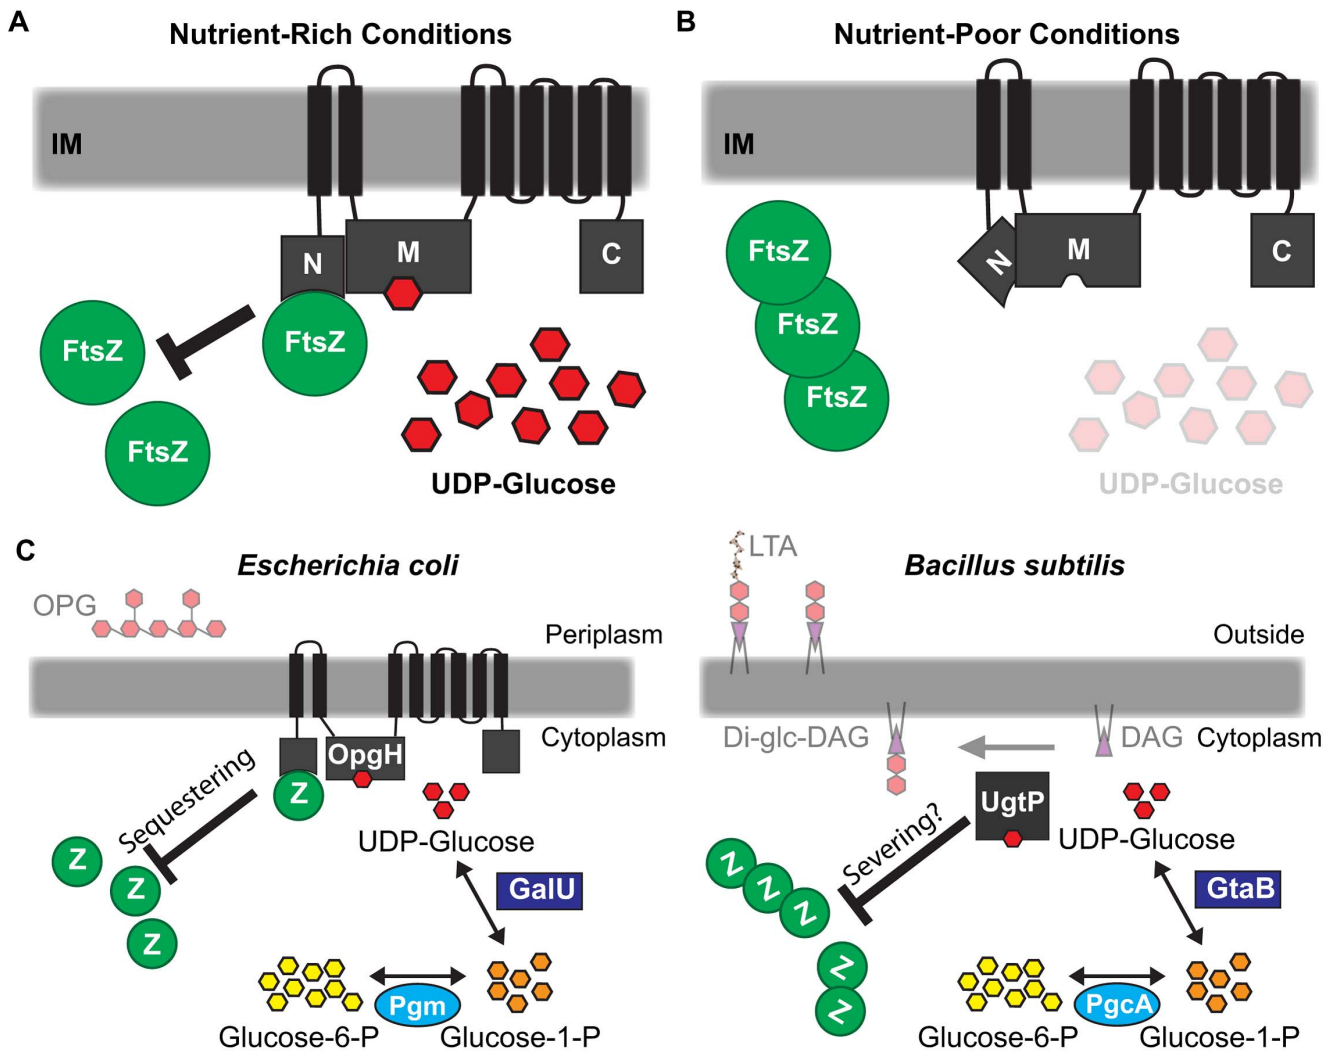 A
Nutrient-Rich Conditions
IM
N
M
C
FtsZ
FtsZ
FtsZ
UDP-Glucose
B
Nutrient-Poor Conditions
IM
N
M
C
FtsZ
FtsZ
FtsZ
UDP-Glucose
C
Escherichia coli
OPG
Periplasm
Cytoplasm
OpgH
Z
Sequestering
Z
Z
Z
UDP-Glucose
GalU
Pgm
Glucose-6-P
Glucose-1-P
Bacillus subtilis
LTA
Outside
Di-glc-DAG
DAG
Cytoplasm
UgtP
Severing?
Z
Z
Z
Z
Z
UDP-Glucose
GtaB
PgcA
Glucose-6-P
Glucose-1-P